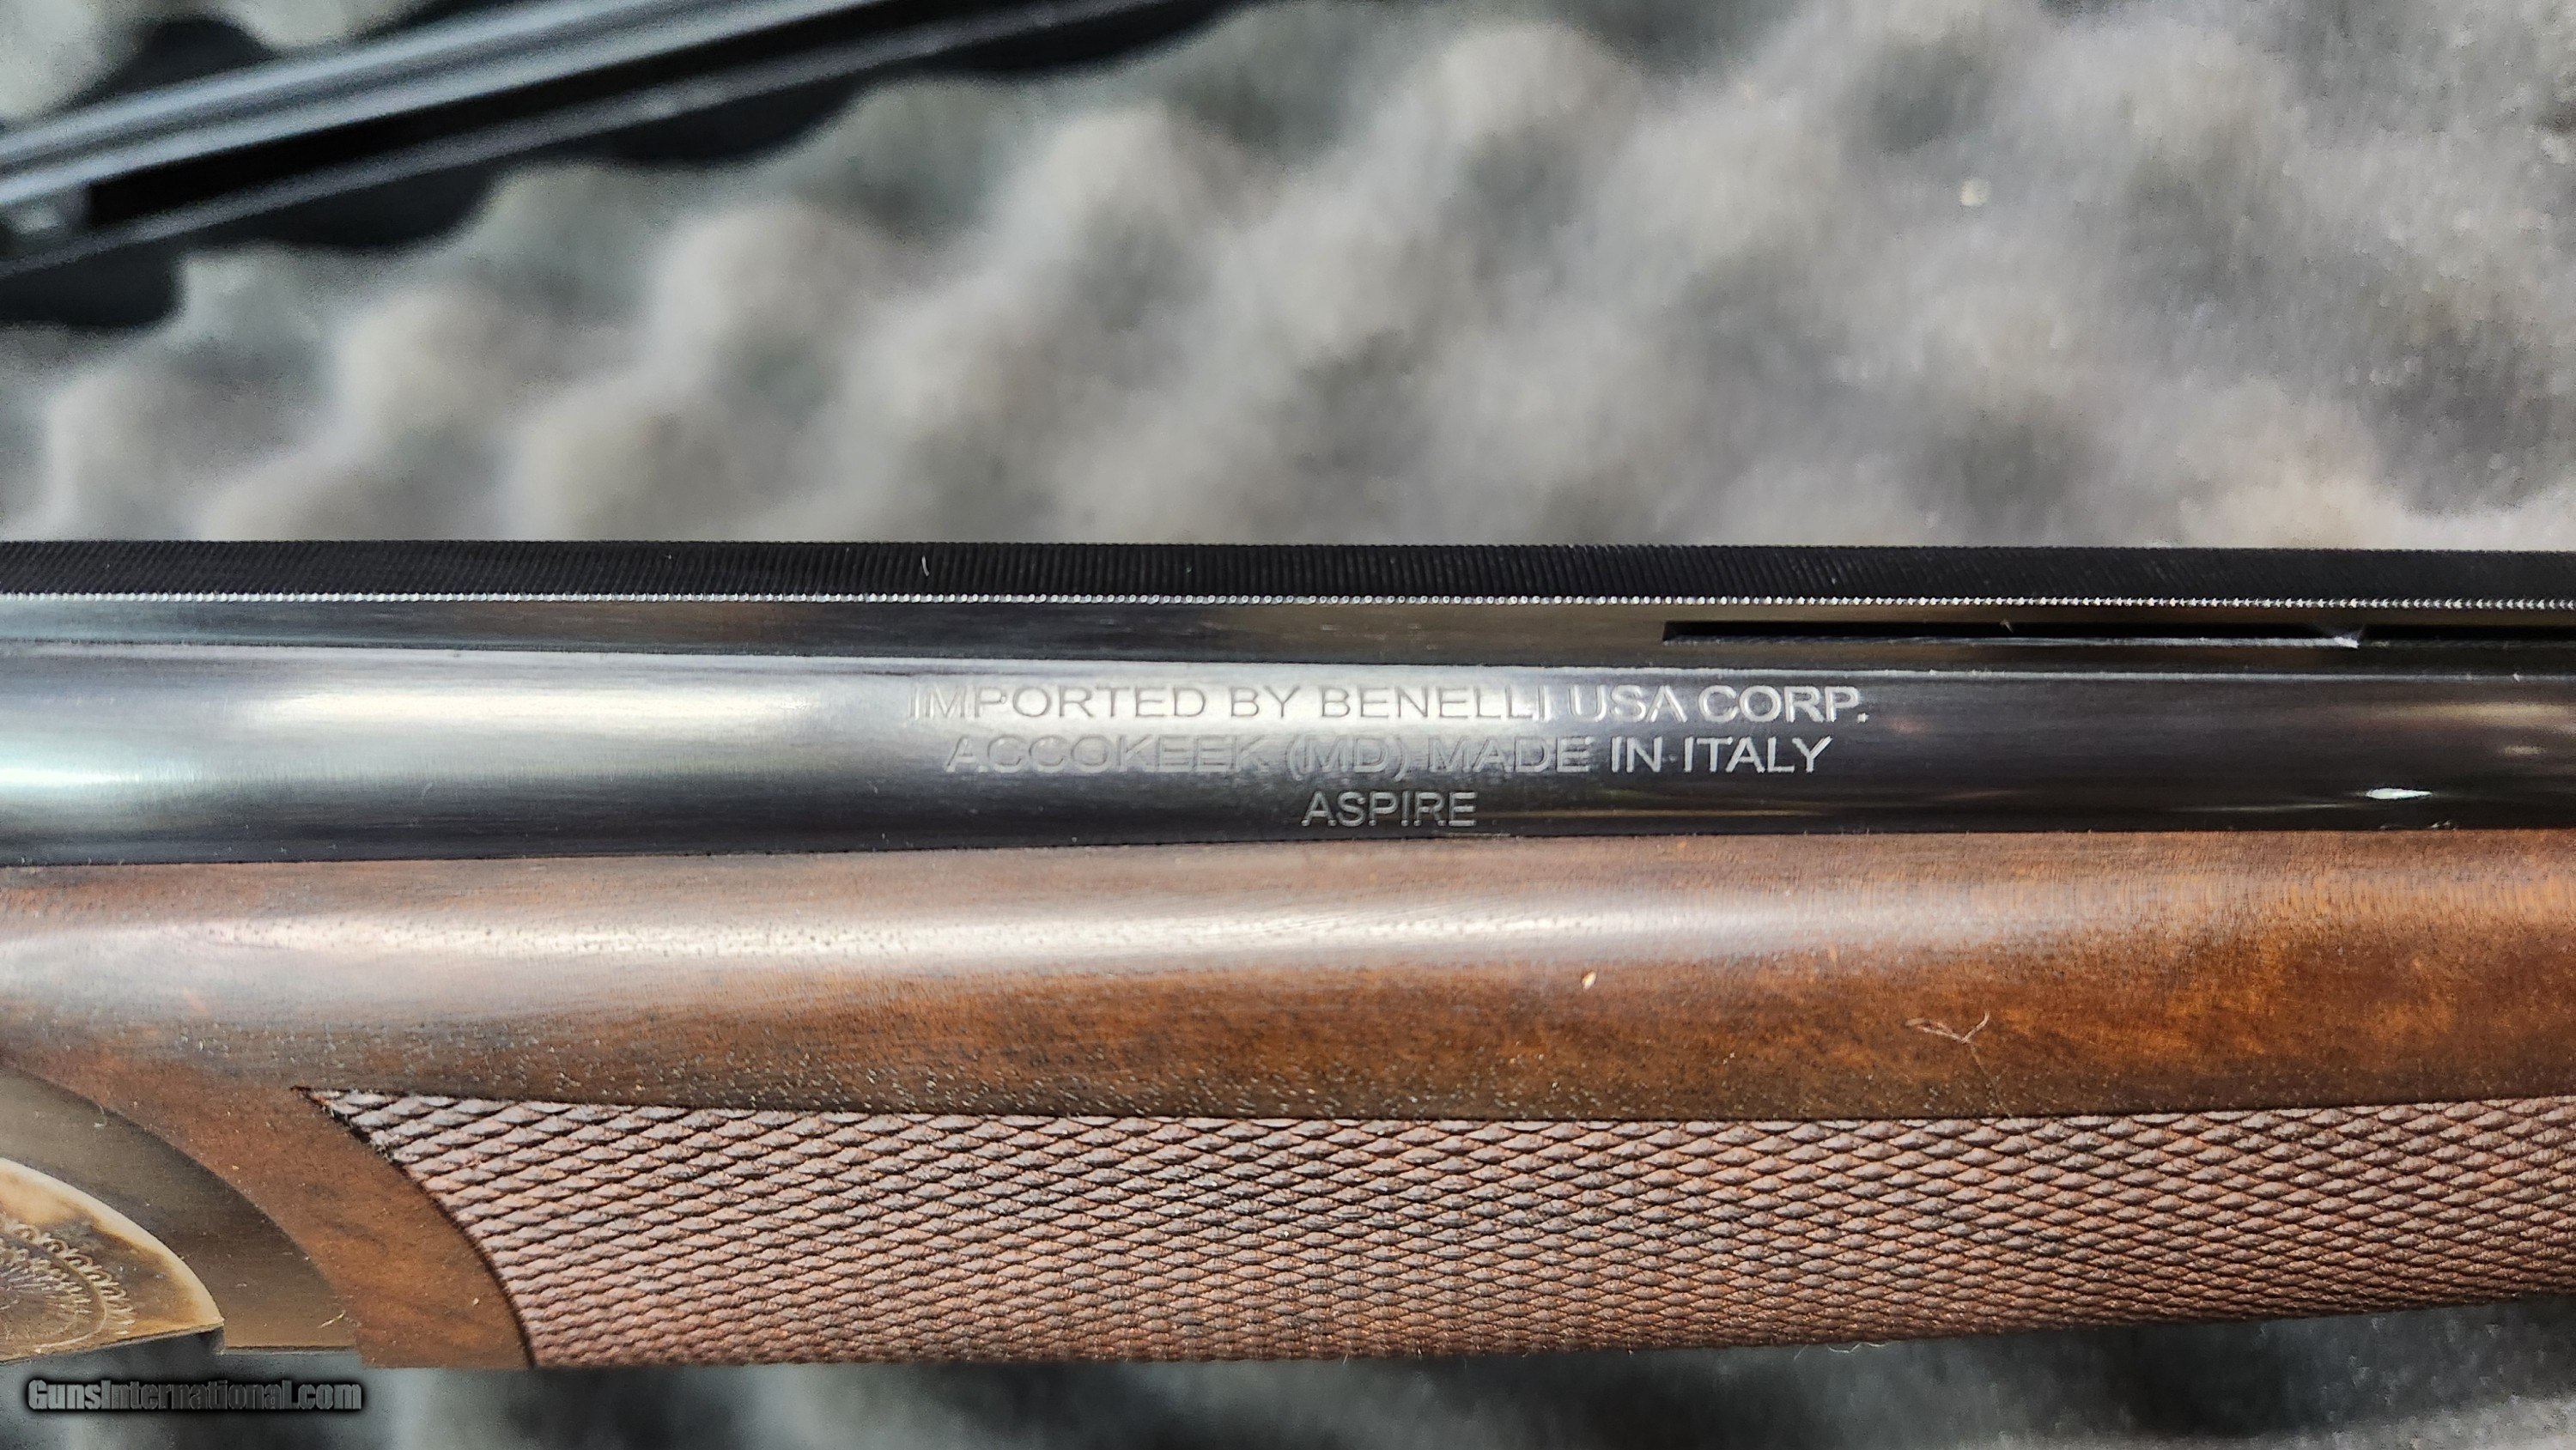 IMPORTED BY BENELLI USA CORP.
ACCOKEEK (MD) MADE IN ITALY
ASPIRE
GunsInternational.com